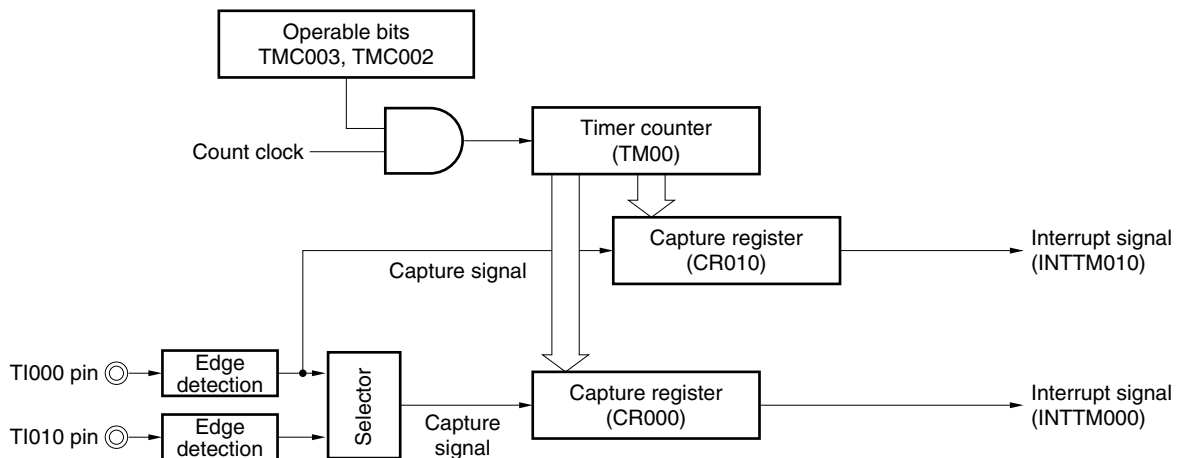 Operable bits
TMC003, TMC002
Count clock
Timer counter
(TM00)
Capture register
(CR010)
Interrupt signal
(INTTM010)
Capture signal
TI000 pin
Edge
detection
Selector
Capture register
(CR000)
Interrupt signal
(INTTM000)
Capture
signal
TI010 pin
Edge
detection